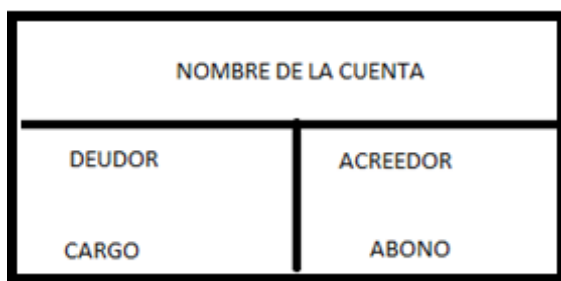 NOMBRE DE LA CUENTA
DEUDOR
ACREEDOR
CARGO
ABONO